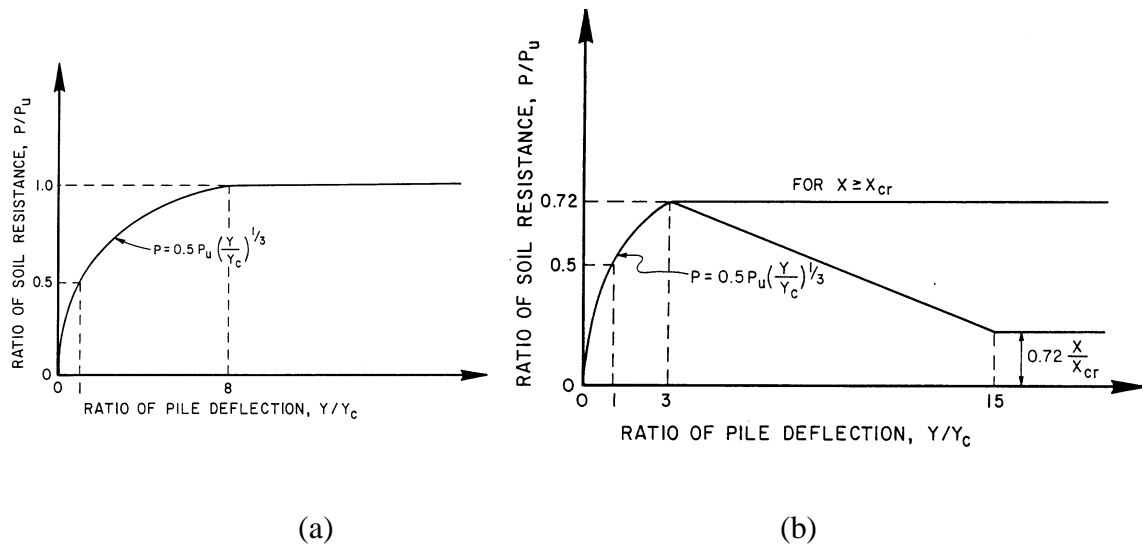 RATIO OF SOIL RESISTANCE, P/Pu
1.0
0.5
0
P = 0.5 Pu (Y/Yc)^1/3
0 1 8
RATIO OF PILE DEFLECTION, Y/Yc
(a)
RATIO OF SOIL RESISTANCE, P/Pu
FOR X ≥ Xcr
0.72
0.5
P = 0.5 Pu (Y/Yc)^1/3
0.72 X/Xcr
0
0 1 3 15
RATIO OF PILE DEFLECTION, Y/Yc
(b)